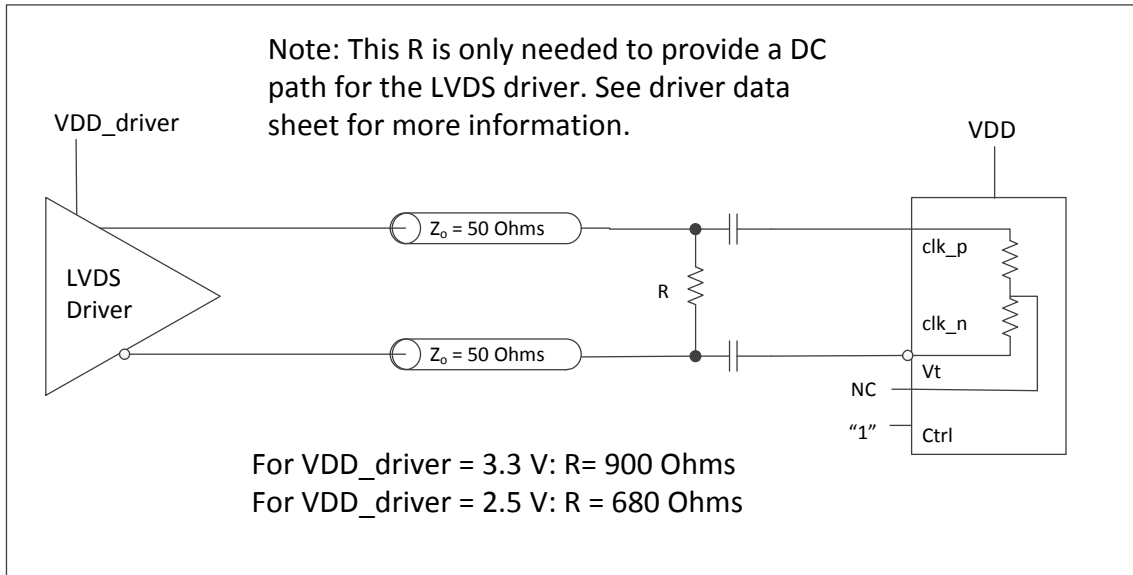 Note: This R is only needed to provide a DC
path for the LVDS driver. See driver data
sheet for more information.
VDD_driver
VDD
Zo = 50 Ohms
clk_p
LVDS
Driver
R
clk_n
Zo = 50 Ohms
Vt
NC
“1”
Ctrl
For VDD_driver = 3.3 V: R= 900 Ohms
For VDD_driver = 2.5 V: R = 680 Ohms